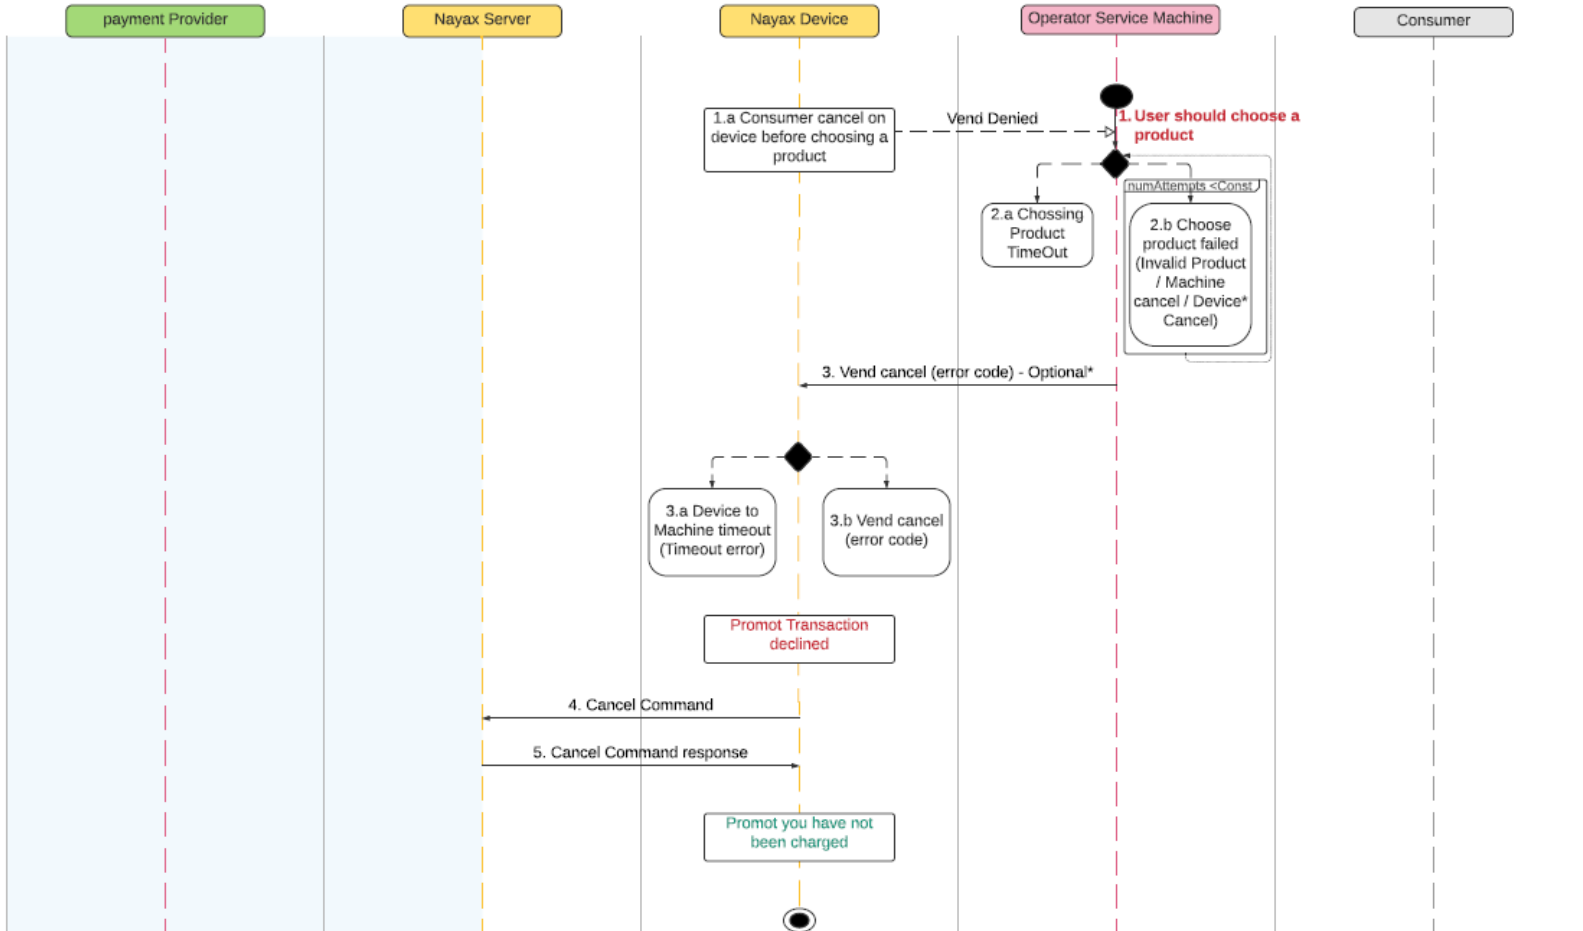 payment Provider
Nayax Server
Nayax Device
Operator Service Machine
Consumer
1.a Consumer cancel on
device before choosing a
product
Vend Denied
1. User should choose a
product
numAttempts <Const
2.a Chossing
Product
TimeOut
2.b Choose
product failed
(Invalid Product
/ Machine
cancel / Device*
Cancel)
3. Vend cancel (error code) - Optional*
3.a Device to
Machine timeout
(Timeout error)
3.b Vend cancel
(error code)
Promot Transaction
declined
4. Cancel Command
5. Cancel Command response
Promot you have not
been charged